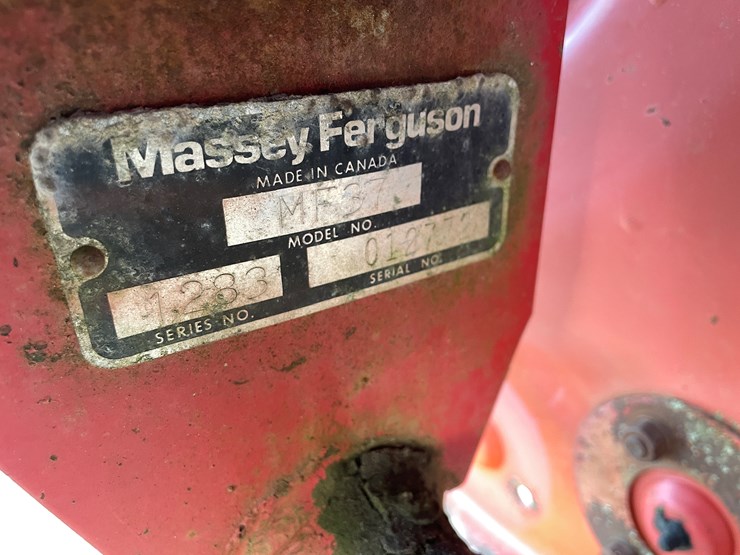 Massey Ferguson
MADE IN CANADA
MF37
MODEL NO.
1283
SERIES NO.
SERIAL NO.